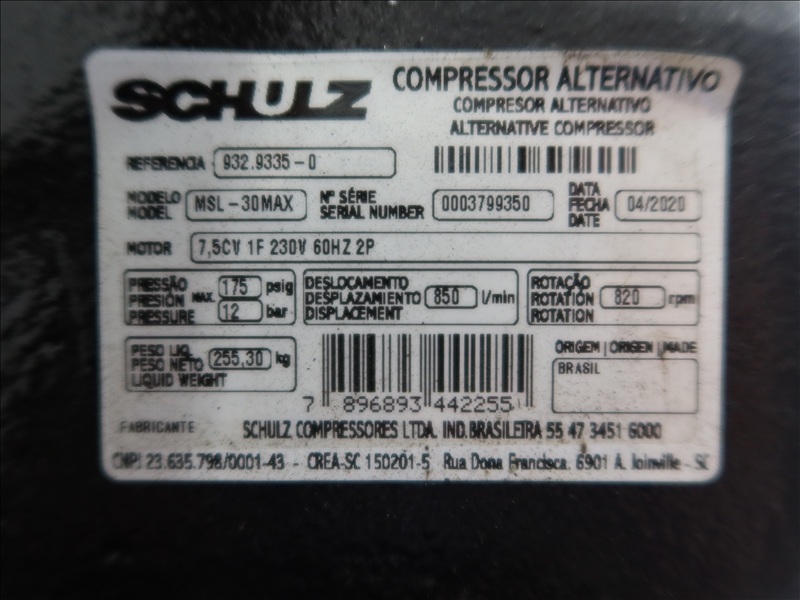 SCHULZ
COMPRESSOR ALTERNATIVO
COMPRESOR ALTERNATIVO
ALTERNATIVE COMPRESSOR
REFERENCIA 932.9335-0
MODELO MODEL MSL-30MAX
Nº SÉRIE SERIAL NUMBER 0003799350
DATA FECHA DATE 04/2020
MOTOR 7,5CV 1F 230V 60HZ 2P
PRESSÃO 175 psig
PRESIÓN MAX.
PRESSURE 12 bar
DESLOCAMENTO
DESPLAZAMIENTO 850 l/min
DISPLACEMENT
ROTAÇÃO
ROTATION 820 rpm
ROTATION
PESO LIQ.
PESO NETO 255,30 kg
LIQUID WEIGHT
7 896893 442255
ORIGEM | ORIGEN | MADE
BRASIL
FABRICANTE SCHULZ COMPRESSORES LTDA. IND.BRASILEIRA 55 47 3451 6000
CNPJ 23.635.798/0001-43 - CREA-SC 150201-5 Rua Dona Francisca, 6901 A Joinville - SC